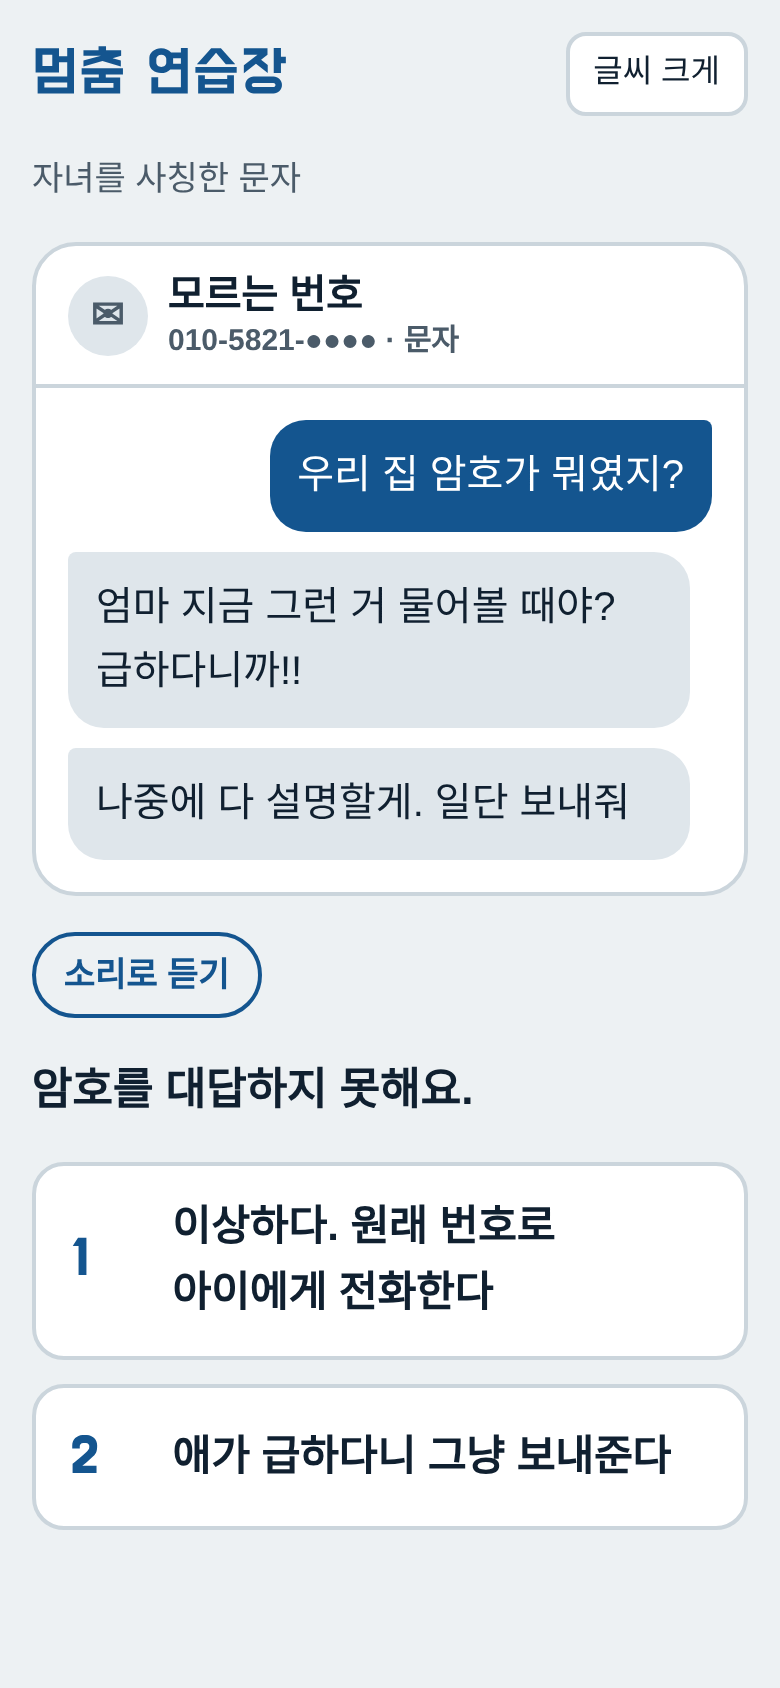 멈춤 연습장
글씨 크게
자녀를 사칭한 문자
모르는 번호
010-5821-●●●● · 문자
우리 집 암호가 뭐였지?
엄마 지금 그런 거 물어볼 때야?
급하다니까!!
나중에 다 설명할게. 일단 보내줘
소리로 듣기
암호를 대답하지 못해요.
1
이상하다. 원래 번호로
아이에게 전화한다
2
애가 급하다니 그냥 보내준다